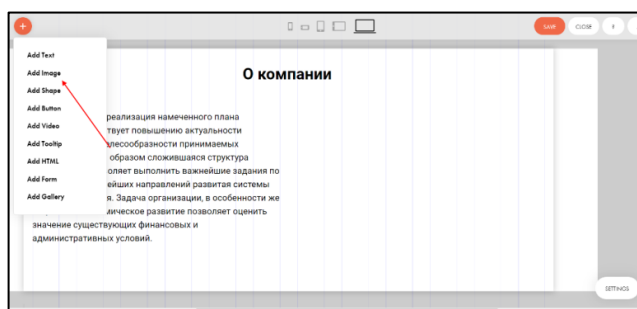 +
SAVE
CLOSE
Add Text
Add Image
Add Shape
Add Button
Add Video
Add Tooltip
Add HTML
Add Form
Add Gallery
О компании
реализация намеченного плана
твует повышению актуальности
лесообразности принимаемых
образом сложившаяся структура
оляет выполнить важнейшие задания по
ейших направлений развитая системы
я. Задача организации, в особенности же
мическое развитие позволяет оценить
значение существующих финансовых и
административных условий.
SETTINGS